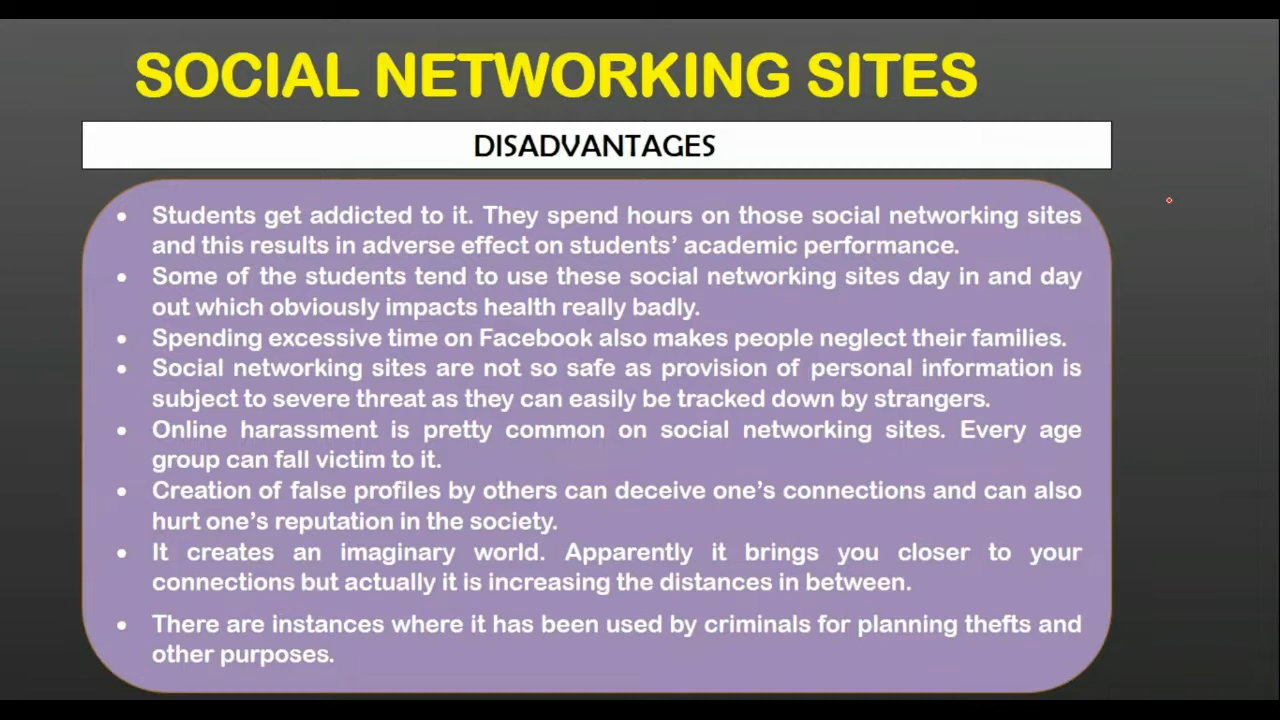 SOCIAL NETWORKING SITES
DISADVANTAGES
• Students get addicted to it. They spend hours on those social networking sites
and this results in adverse effect on students’ academic performance.
• Some of the students tend to use these social networking sites day in and day
out which obviously impacts health really badly.
• Spending excessive time on Facebook also makes people neglect their families.
• Social networking sites are not so safe as provision of personal information is
subject to severe threat as they can easily be tracked down by strangers.
• Online harassment is pretty common on social networking sites. Every age
group can fall victim to it.
• Creation of false profiles by others can deceive one’s connections and can also
hurt one’s reputation in the society.
• It creates an imaginary world. Apparently it brings you closer to your
connections but actually it is increasing the distances in between.
• There are instances where it has been used by criminals for planning thefts and
other purposes.